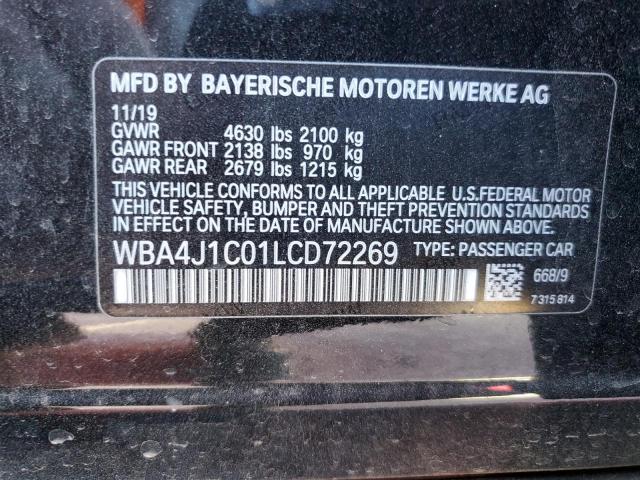 MFD BY BAYERISCHE MOTOREN WERKE AG
11/19
GVWR 4630 lbs 2100 kg
GAWR FRONT 2138 lbs 970 kg
GAWR REAR 2679 lbs 1215 kg
THIS VEHICLE CONFORMS TO ALL APPLICABLE U.S.FEDERAL MOTOR
VEHICLE SAFETY, BUMPER, AND THEFT PREVENTION STANDARDS
IN EFFECT ON THE DATE OF MANUFACTURE SHOWN ABOVE.
WBA4J1C01LCD72269 TYPE: PASSENGER CAR
668/9
7 315 814